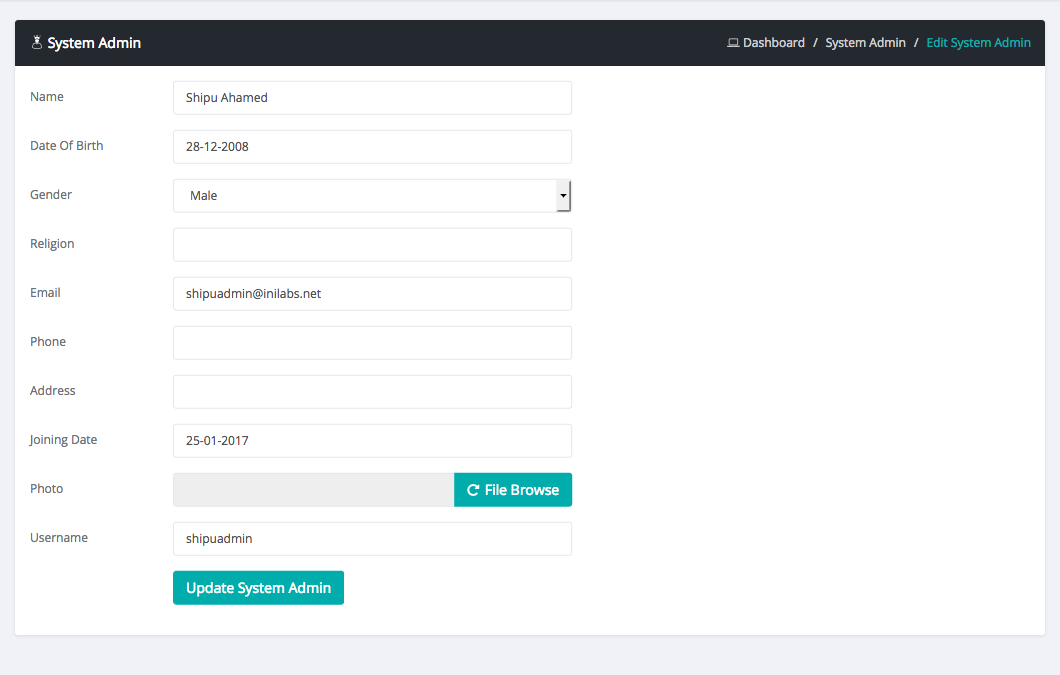 System Admin
Dashboard / System Admin / Edit System Admin
Name
Shipu Ahamed
Date Of Birth
28-12-2008
Gender
Male
Religion
Email
shipuadmin@inilabs.net
Phone
Address
Joining Date
25-01-2017
Photo
File Browse
Username
shipuadmin
Update System Admin